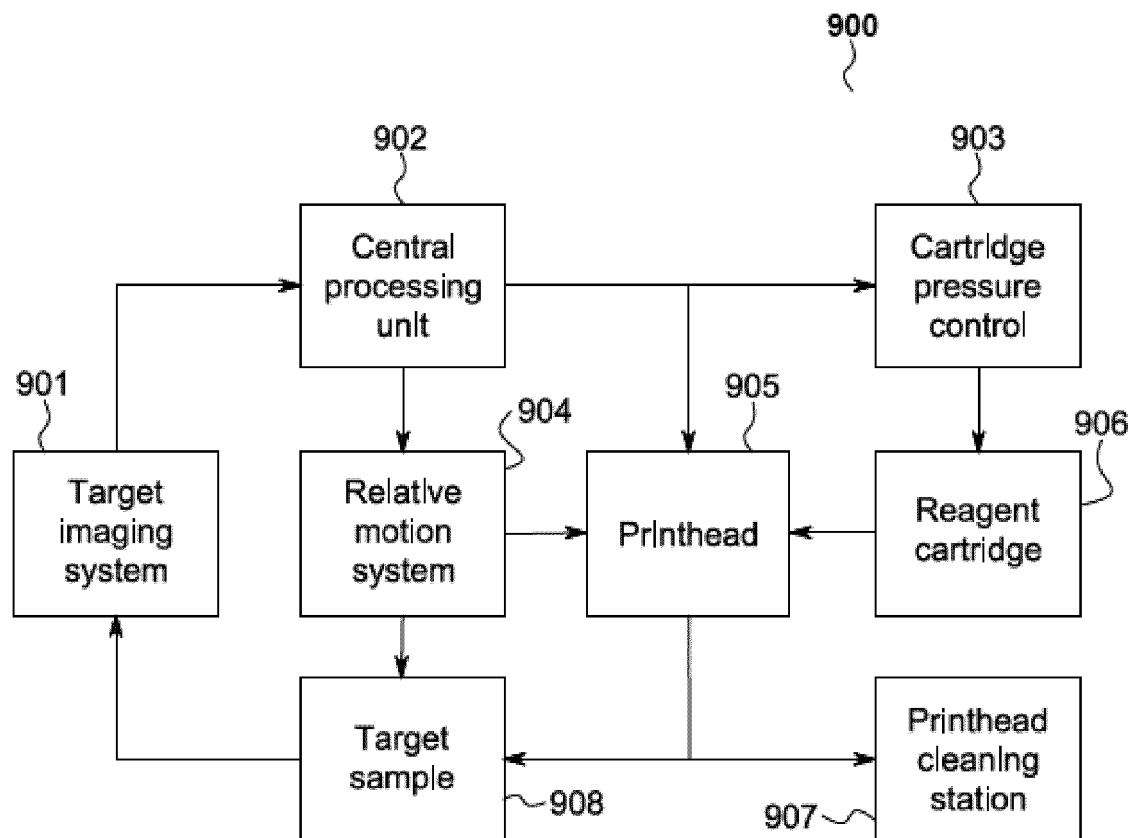 900
902
903
Central
processing
unit
Cartridge
pressure
control
901
904
905
906
Target
imaging
system
Relative
motion
system
Printhead
Reagent
cartridge
Target
sample
908
Printhead
cleaning
station
907